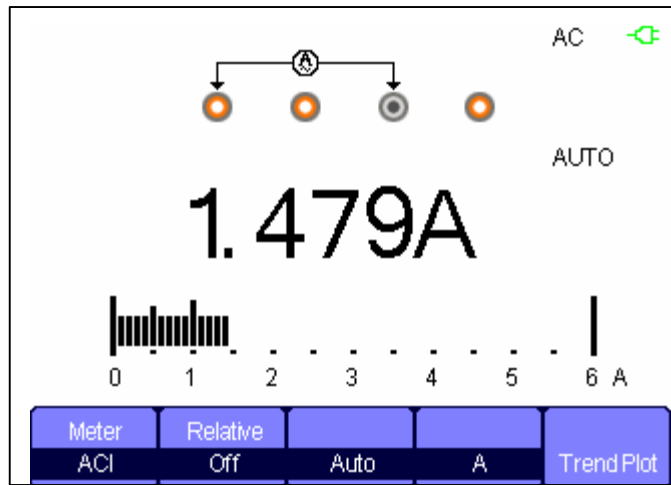 AC
A
AUTO
1.479A
0 1 2 3 4 5 6 A
Meter Relative
ACI Off Auto A Trend Plot